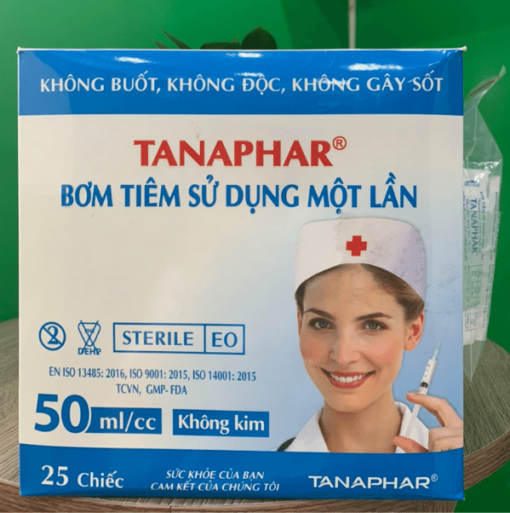 KHÔNG BUỐT, KHÔNG ĐỘC, KHÔNG GÂY SỐT
TANAPHAR®
BƠM TIÊM SỬ DỤNG MỘT LẦN
2
DEHP
STERILE EO
EN ISO 13485: 2016, ISO 9001: 2015, ISO 14001: 2015
TCVN, GMP- FDA
50 ml/cc Không kim
25 Chiếc
SỨC KHỎE CỦA BẠN
CAM KẾT CỦA CHÚNG TÔI
TANAPHAR®
TANAPHAR